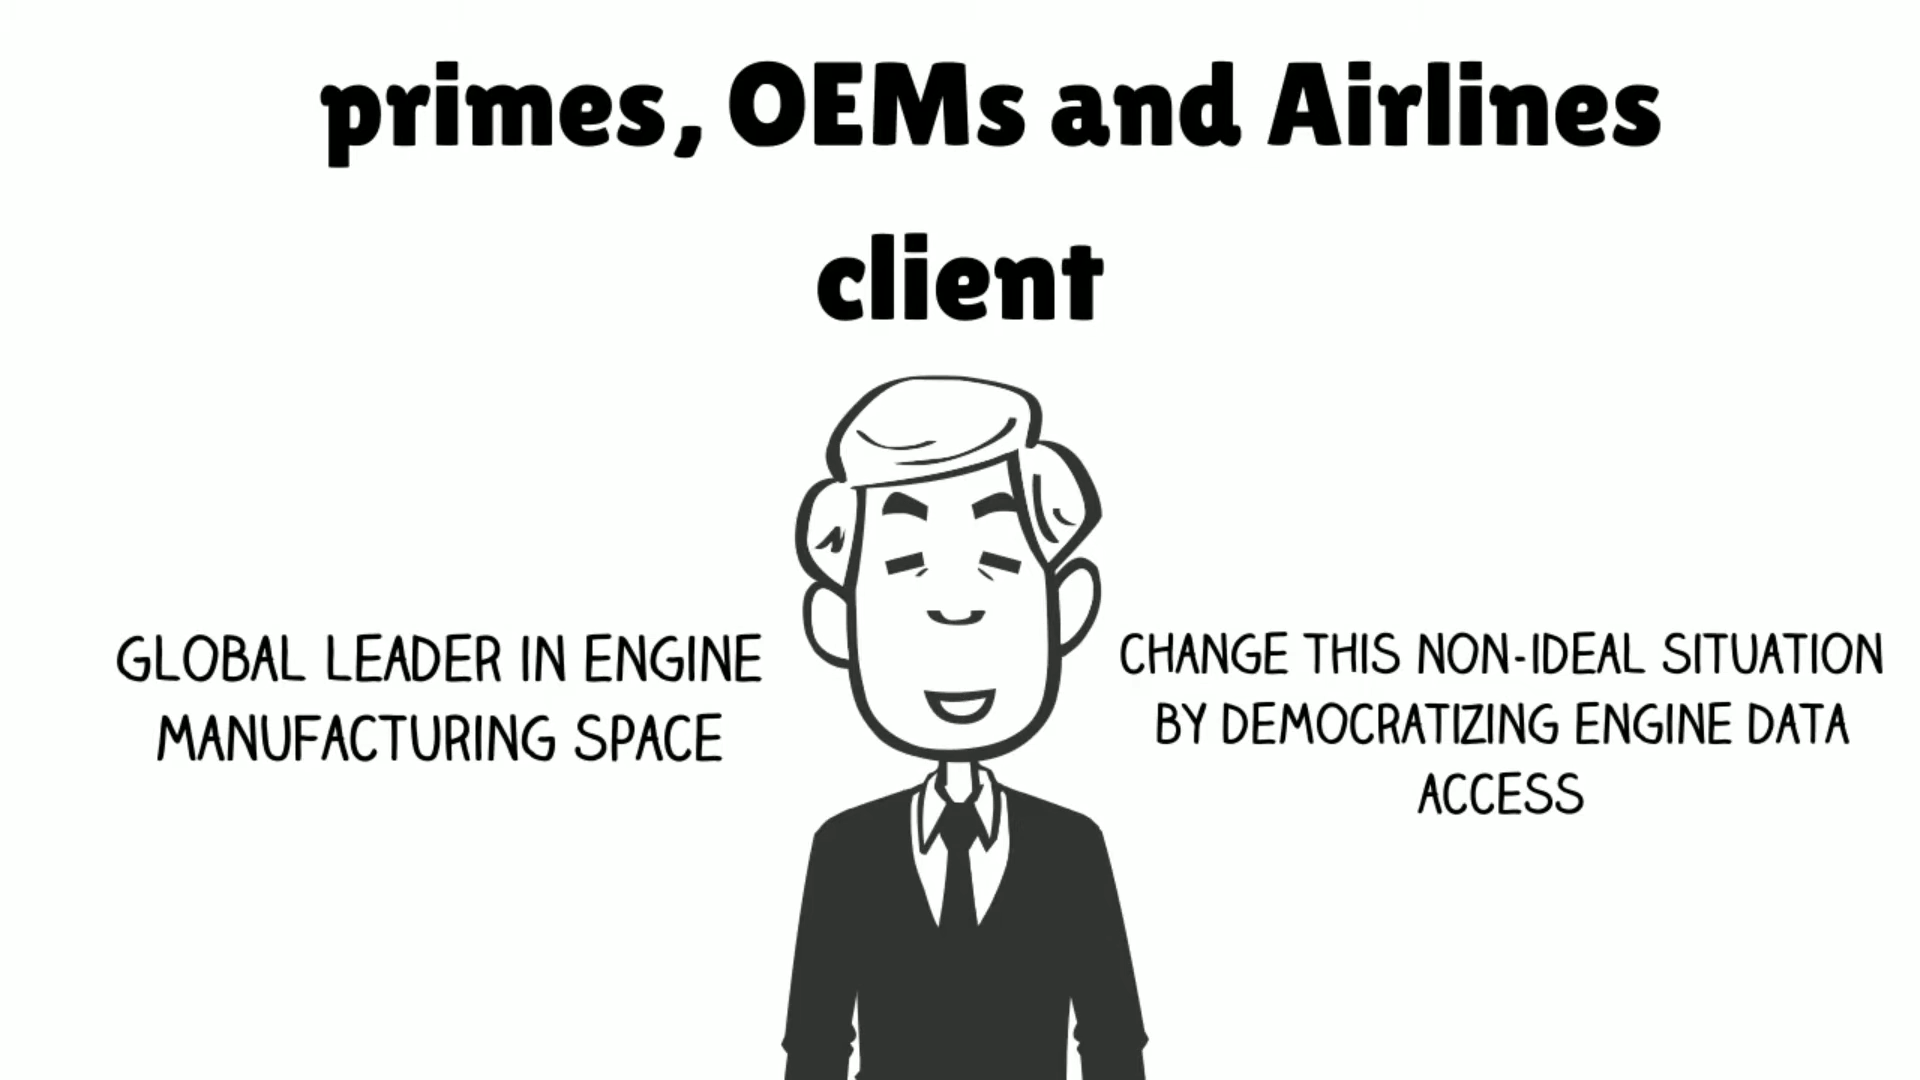 primes, OEMs and Airlines
client
GLOBAL LEADER IN ENGINE
MANUFACTURING SPACE
CHANGE THIS NON-IDEAL SITUATION
BY DEMOCRATIZING ENGINE DATA
ACCESS